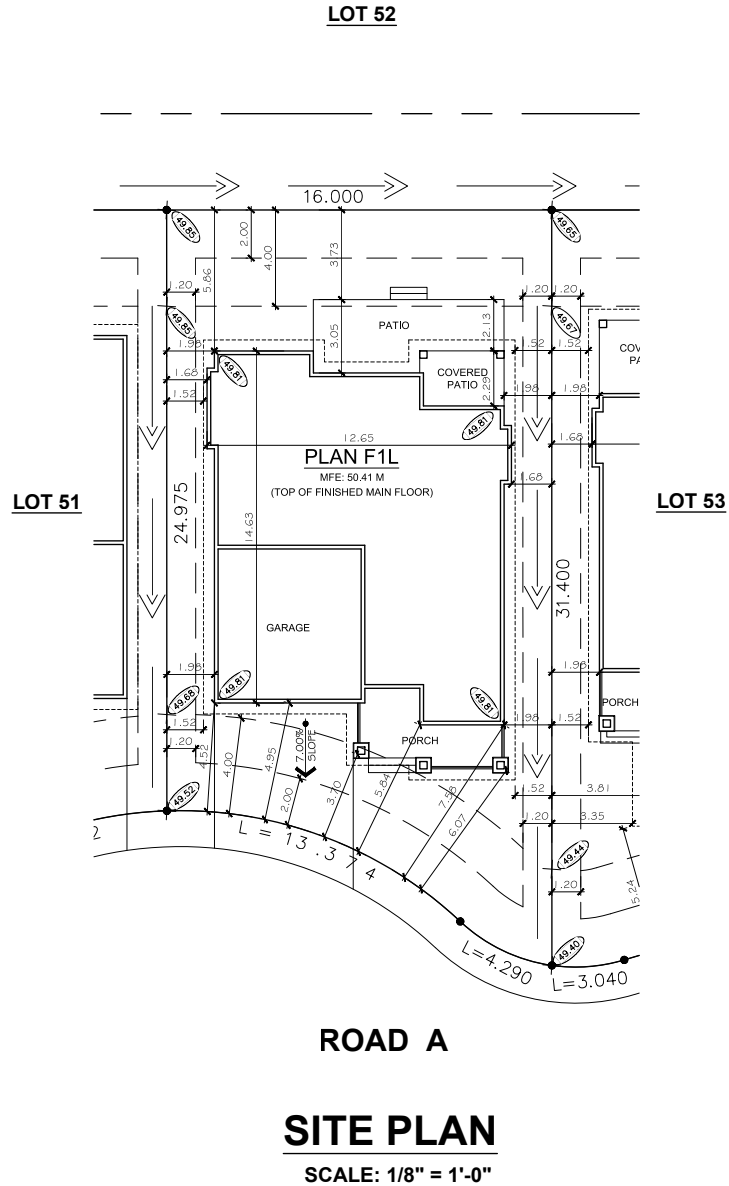 LOT 52
16.000
49.85
49.65
2.00
4.00
3.73
5.86
1.20
1.20
1.20
49.85
49.67
PATIO
2.13
3.05
1.98
1.52
1.52
49.81
COVERED
PATIO
COV
PA
1.68
2.29
1.98
1.98
1.52
49.81
12.65
1.68
PLAN F1L
MFE: 50.41 M
(TOP OF FINISHED MAIN FLOOR)
1.68
LOT 51
LOT 53
24.975
14.63
31.400
GARAGE
1.98
1.98
49.68
49.81
49.81
PORCH
1.52
1.98
1.52
1.20
4.52
4.00
4.95
7.00%
SLOPE
PORCH
2.00
3.70
5.84
7.58
6.07
1.52
3.81
49.52
1.20
3.35
2
L = 13.374
49.44
1.20
5.24
L=4.290
49.40
L=3.040
ROAD A
SITE PLAN
SCALE: 1/8" = 1'-0"